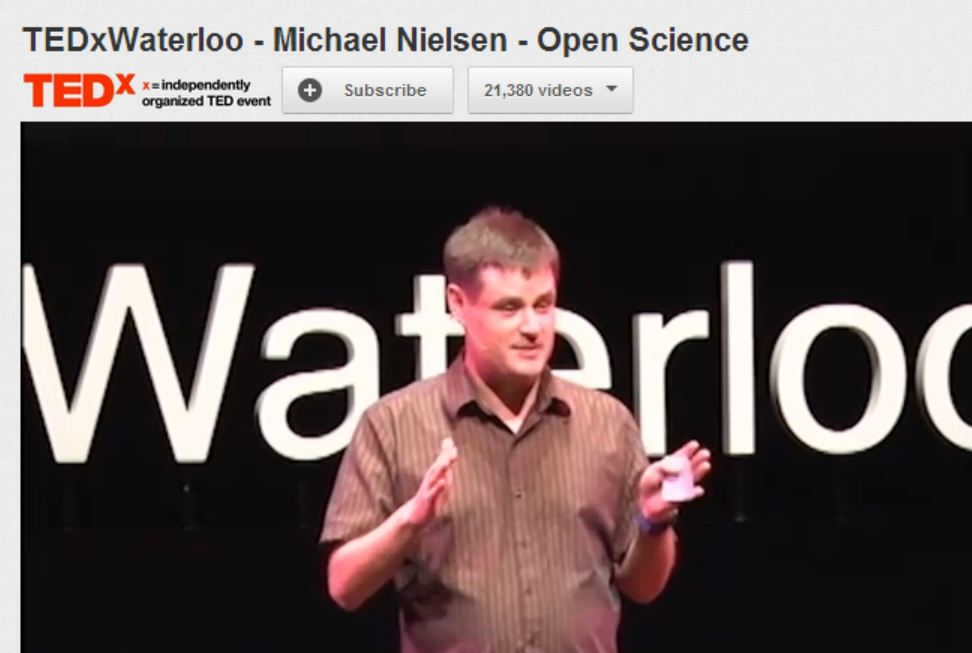 TEDxWaterloo - Michael Nielsen - Open Science
TEDx x = independently
organized TED event
Subscribe
21,380 videos
Waterloo